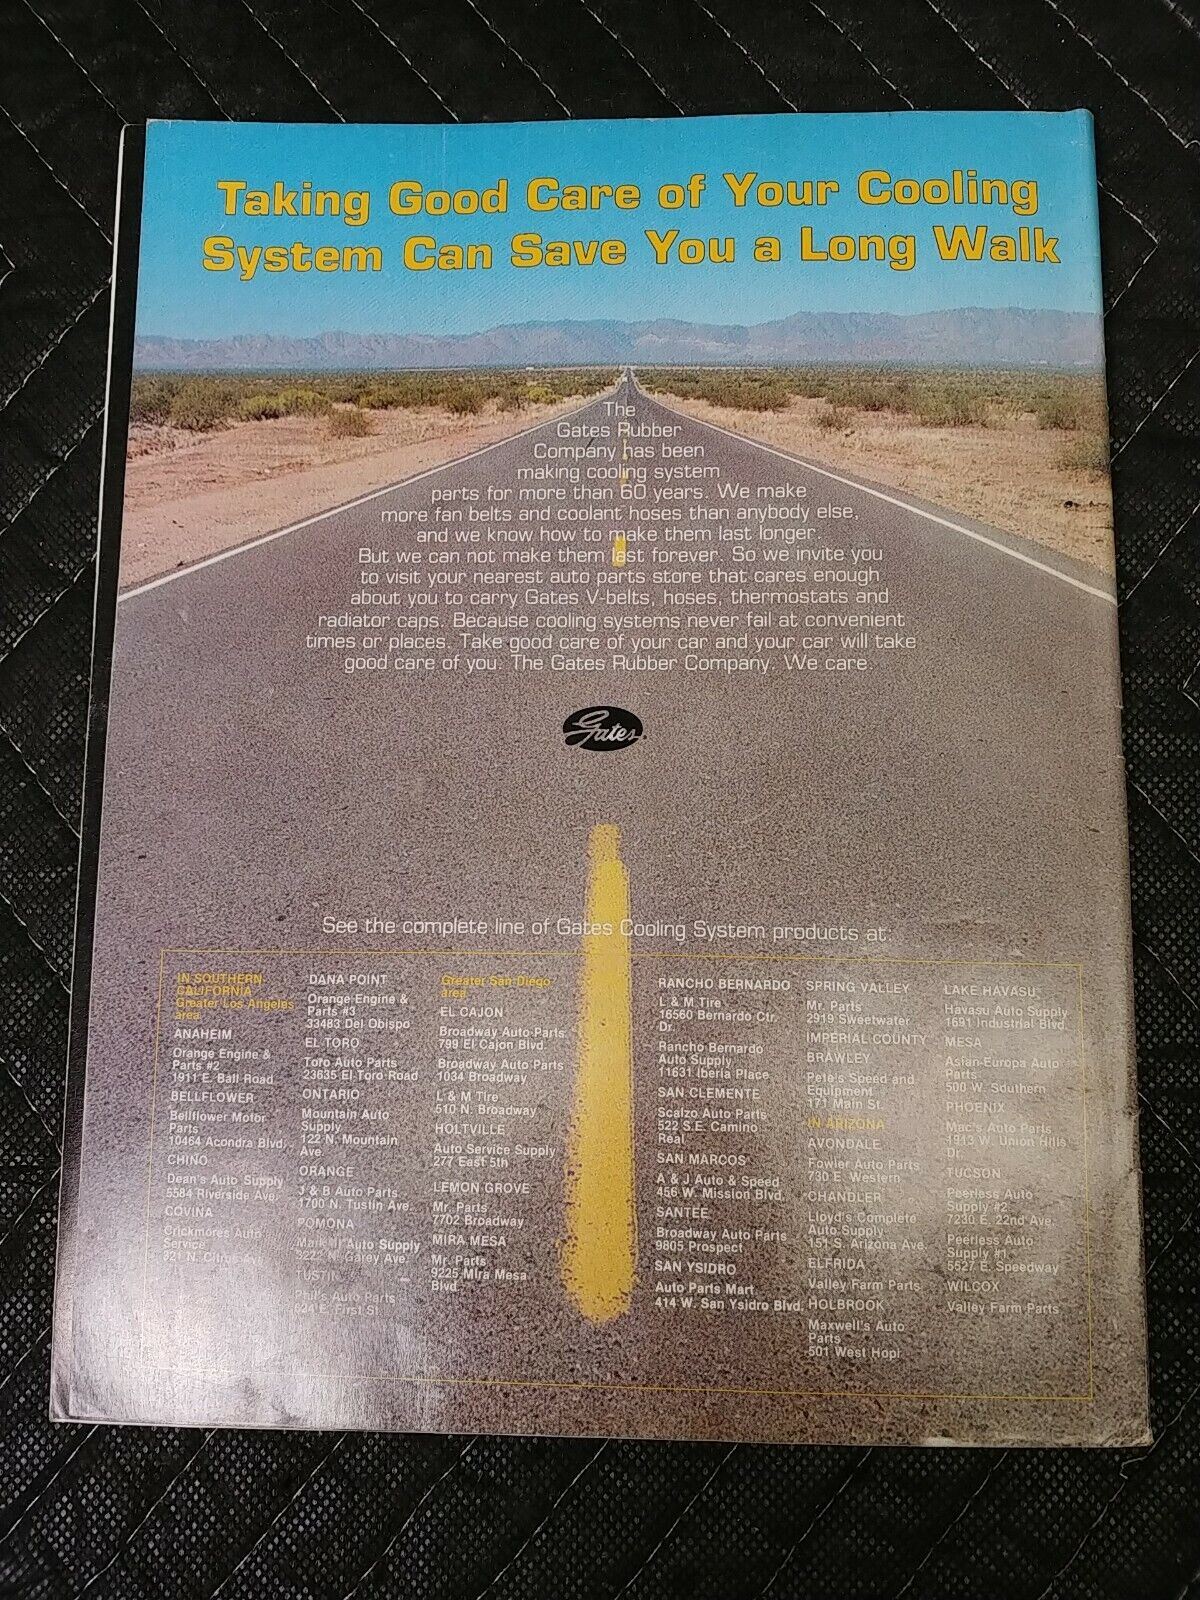 Taking Good Care of Your Cooling
System Can Save You a Long Walk
The
Gates Rubber
Company has been
making cooling system
parts for more than 60 years. We make
more fan belts and coolant hoses than anybody else,
and we know how to make them last longer.
But we can not make them last forever. So we invite you
to visit your nearest auto parts store that cares enough
about you to carry Gates V-belts, hoses, thermostats and
radiator caps. Because cooling systems never fail at convenient
times or places. Take good care of your car and your car will take
good care of you. The Gates Rubber Company. We care.
Gates
See the complete line of Gates Cooling System products at:
IN SOUTHERN
CALIFORNIA
Greater Los Angeles
area
ANAHEIM
Orange Engine &
Parts #2
1911 E. Ball Road
BELLFLOWER
Bellflower Motor
Parts
10464 Acondra Blvd.
CHINO
Dean's Auto Supply
5584 Riverside Ave.
COVINA
Crickmores Auto
Service
821 N. Citrus Ave.
DANA POINT
Orange Engine &
Parts #3
33483 Del Obispo
EL TORO
Toro Auto Parts
23635 El Toro Road
ONTARIO
Mountain Auto
Supply
122 N. Mountain
Ave.
ORANGE
J & B Auto Parts
1700 N. Tustin Ave.
POMONA
Mark III Auto Supply
N. Garey Ave.
TUSTIN
Phil's Auto Parts
624 E. First St
Greater San Diego
area
EL CAJON
Broadway Auto Parts
799 El Cajon Blvd.
Broadway Auto Parts
1034 Broadway
L & M Tire
510 N. Broadway
HOLTVILLE
Auto Service Supply
277 East 5th
LEMON GROVE
Mr. Parts
7702 Broadway
MIRA MESA
Mr. Parts
9225 Mira Mesa
Blvd.
RANCHO BERNARDO
L & M Tire
16560 Bernardo Ctr.
Dr.
Rancho Bernardo
Auto Supply
11631 Iberia Place
SAN CLEMENTE
Scalzo Auto Parts
522 S.E. Camino
Real
SAN MARCOS
A & J Auto & Speed
456 W. Mission Blvd.
SANTEE
Broadway Auto Parts
9805 Prospect
SAN YSIDRO
Auto Parts Mart
414 W. San Ysidro Blvd.
SPRING VALLEY
Mr. Parts
2919 Sweetwater
IMPERIAL COUNTY
BRAWLEY
Pete's Speed and
Equipment
171 Main St.
IN ARIZONA
AVONDALE
Fowler Auto Parts
730 E. Western
CHANDLER
Lloyd's Complete
Auto Supply
151 S. Arizona Ave.
ELFRIDA
Valley Farm Parts
HOLBROOK
Maxwell's Auto
Parts
501 West Hopi
LAKE HAVASU
Havasu Auto Supply
1691 Industrial Blvd.
MESA
Asian-Europa Auto
Parts
500 W. Southern
PHOENIX
Mac's Auto Parts
1913 W. Union Hills
Dr.
TUCSON
Peerless Auto
Supply #2
7230 E. 22nd Ave.
Peerless Auto
Supply #1
5527 E. Speedway
WILCOX
Valley Farm Parts